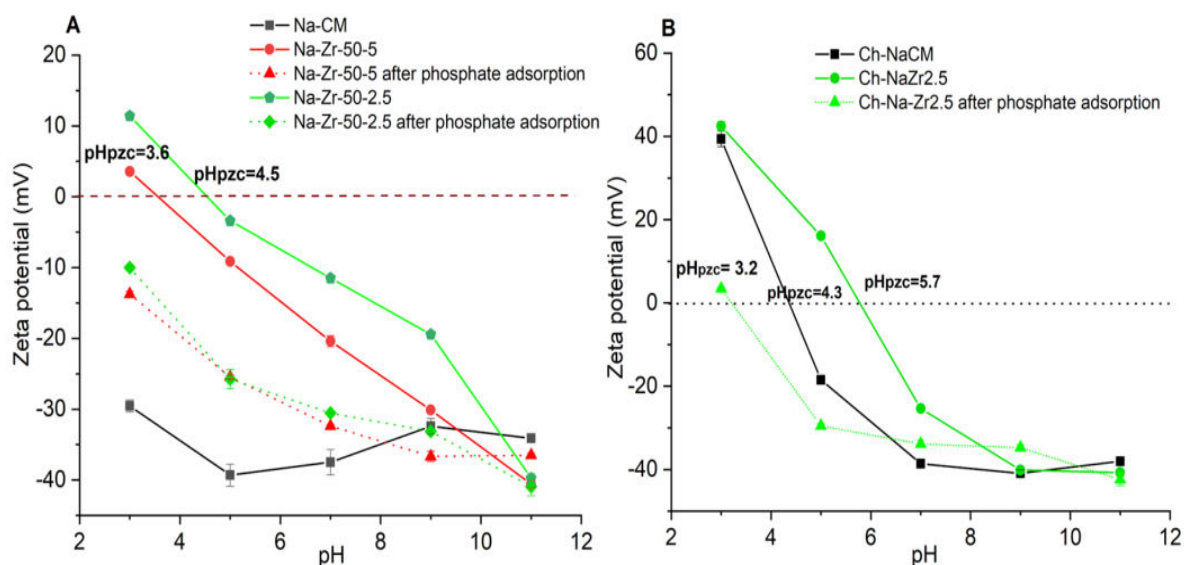 A
Na-CM
Na-Zr-50-5
Na-Zr-50-5 after phosphate adsorption
Na-Zr-50-2.5
Na-Zr-50-2.5 after phosphate adsorption
20
10
0
-10
-20
-30
-40
Zeta potential (mV)
pHpzc=3.6
pHpzc=4.5
2 4 6 8 10 12
pH
B
Ch-NaCM
Ch-NaZr2.5
Ch-Na-Zr2.5 after phosphate adsorption
60
40
20
0
-20
-40
-60
Zeta potential (mV)
pHpzc= 3.2
pHpzc=4.3
pHpzc=5.7
2 4 6 8 10 12
pH